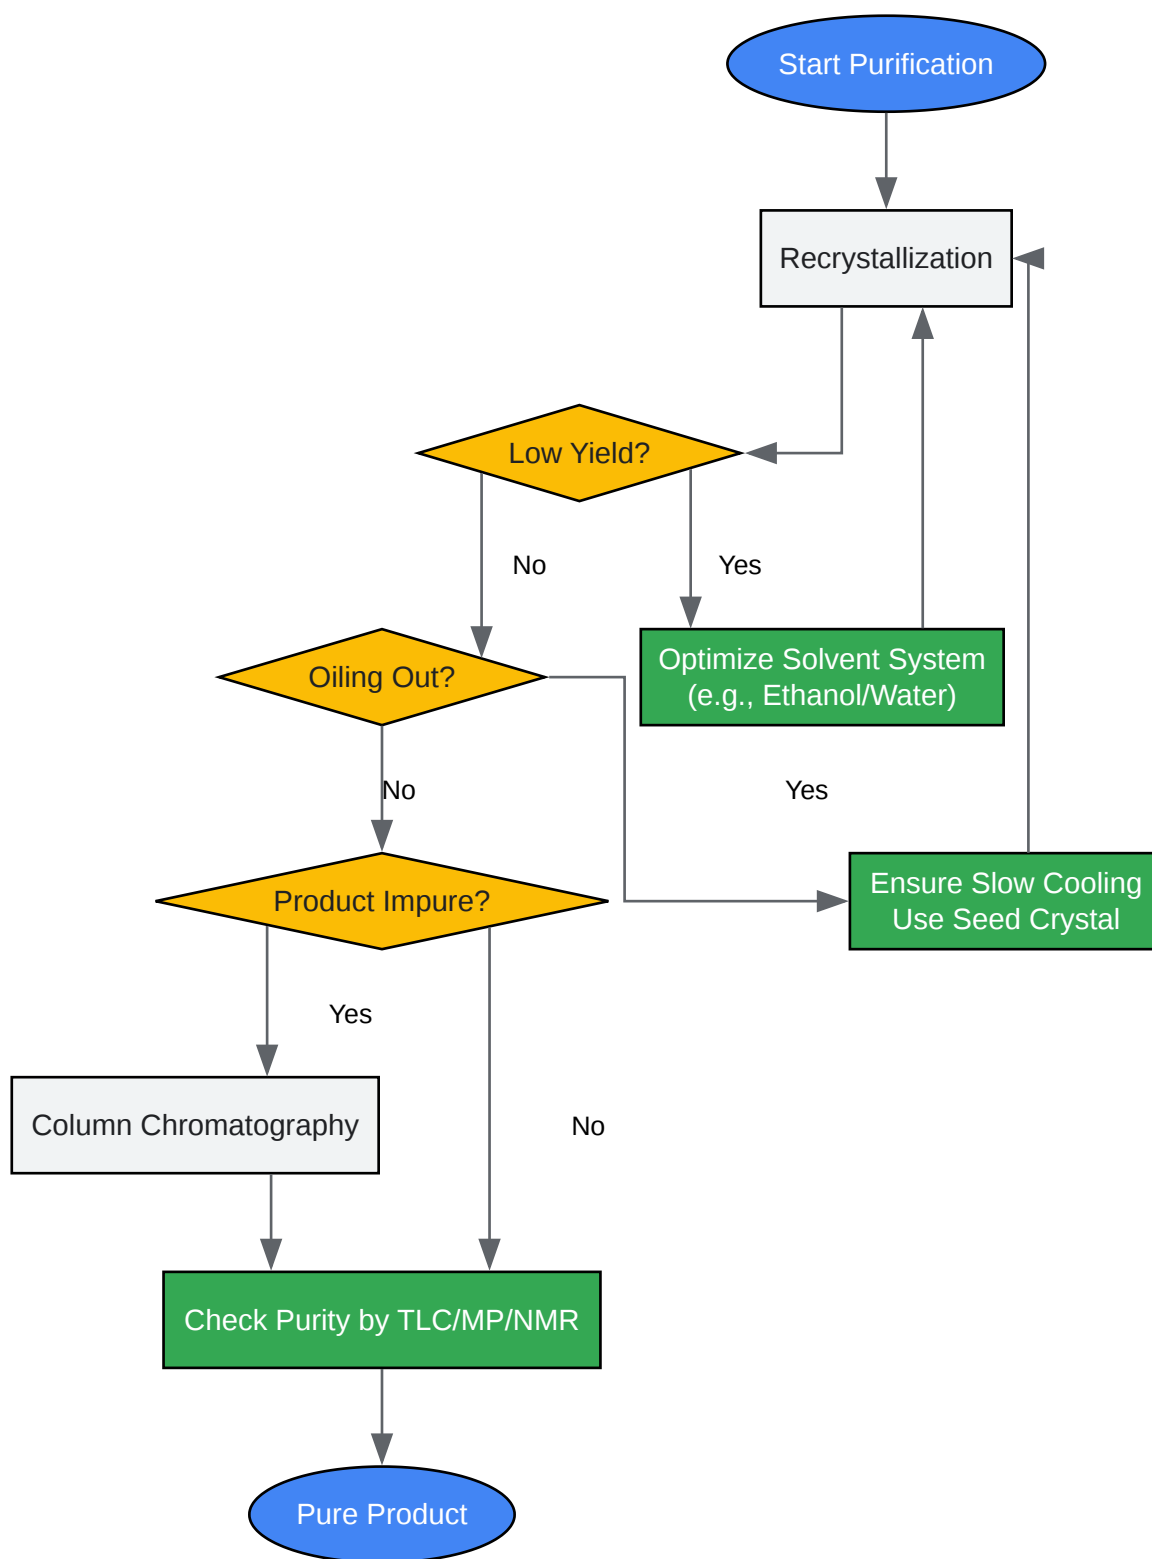 Start Purification
Recrystallization
Low Yield?
No
Yes
Oiling Out?
Optimize Solvent System
(e.g., Ethanol/Water)
No
Yes
Product Impure?
Ensure Slow Cooling
Use Seed Crystal
Yes
Column Chromatography
No
Check Purity by TLC/MP/NMR
Pure Product